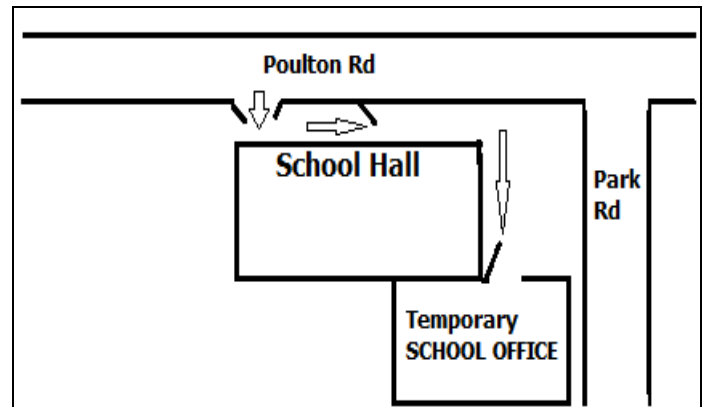 Poulton Rd
School Hall
Park
Rd
Temporary
SCHOOL OFFICE